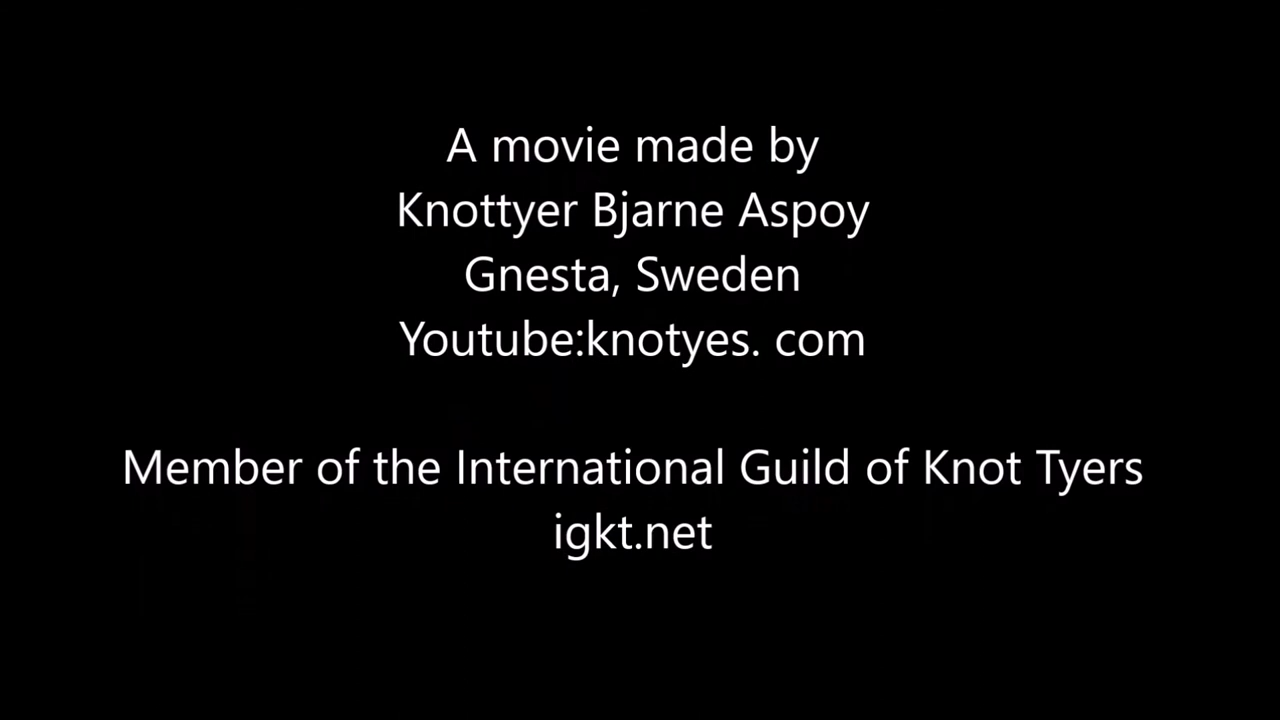 A movie made by
Knottyer Bjarne Aspoy
Gnesta, Sweden
Youtube:knotyes. com
Member of the International Guild of Knot Tyers
igkt.net